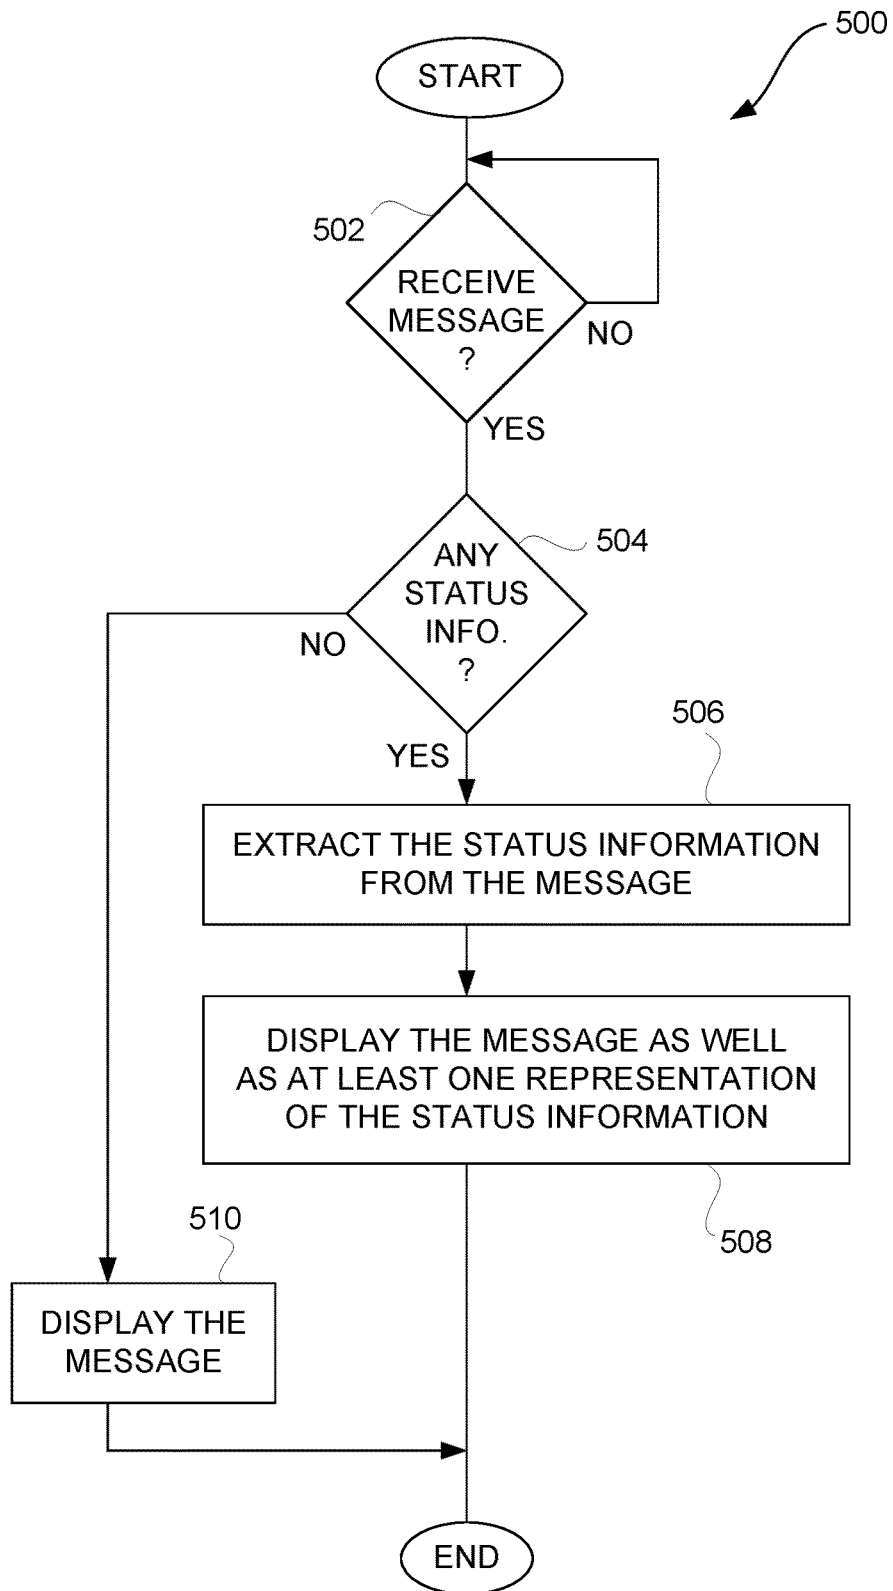 500
START
502
RECEIVE
MESSAGE
?
NO
YES
504
ANY
STATUS
INFO.
?
NO
YES
506
EXTRACT THE STATUS INFORMATION
FROM THE MESSAGE
DISPLAY THE MESSAGE AS WELL
AS AT LEAST ONE REPRESENTATION
OF THE STATUS INFORMATION
508
510
DISPLAY THE
MESSAGE
END